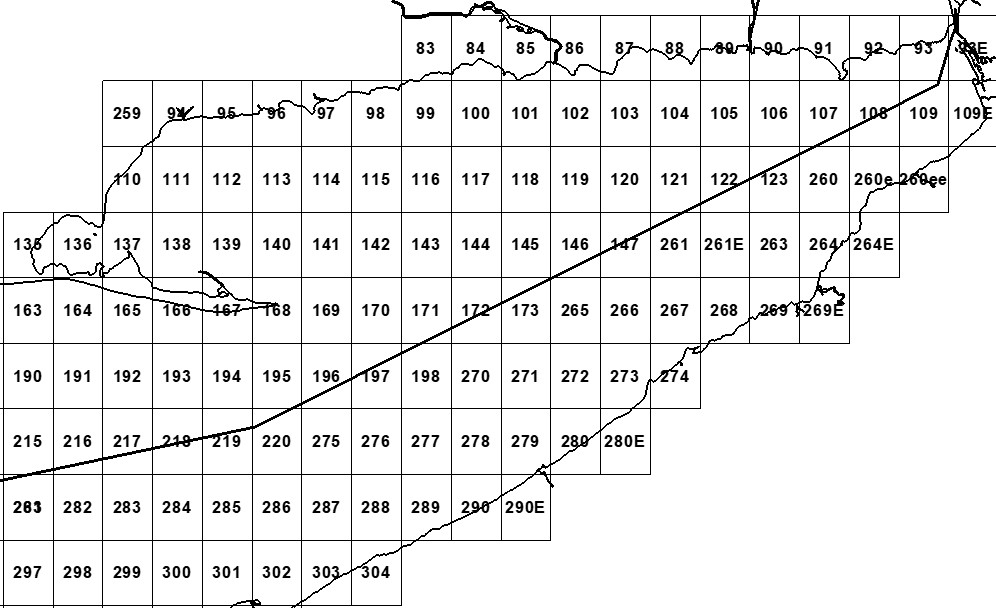 83 84 85 86 87 88 89 90 91 92 93 93E
259 94 95 96 97 98 99 100 101 102 103 104 105 106 107 108 109 109E
110 111 112 113 114 115 116 117 118 119 120 121 122 123 260 260e 260ee
135 136 137 138 139 140 141 142 143 144 145 146 147 261 261E 263 264 264E
163 164 165 166 167 168 169 170 171 172 173 265 266 267 268 269 269E
190 191 192 193 194 195 196 197 198 270 271 272 273 274
215 216 217 218 219 220 275 276 277 278 279 280 280E
282 283 284 285 286 287 288 289 290 290E
297 298 299 300 301 302 303 304